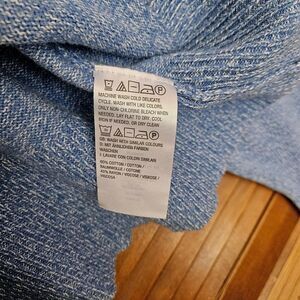 MACHINE WASH COLD DELICATE
CYCLE. WASH WITH LIKE COLORS.
ONLY NON-CHLORINE BLEACH WHEN
NEEDED. LAY FLAT TO DRY. COOL
IRON IF NEEDED, OR DRY CLEAN
GB: WASH WITH SIMILAR COLOURS
D: MIT ÄHNLICHEN FARBEN
WASCHEN
I: LAVARE CON COLORI SIMILAR
60% COTTON / COTTON /
BAUMWOLLE / COTONE
40% RAYON / VISCOSE / VISKOSE /
VISCOSA